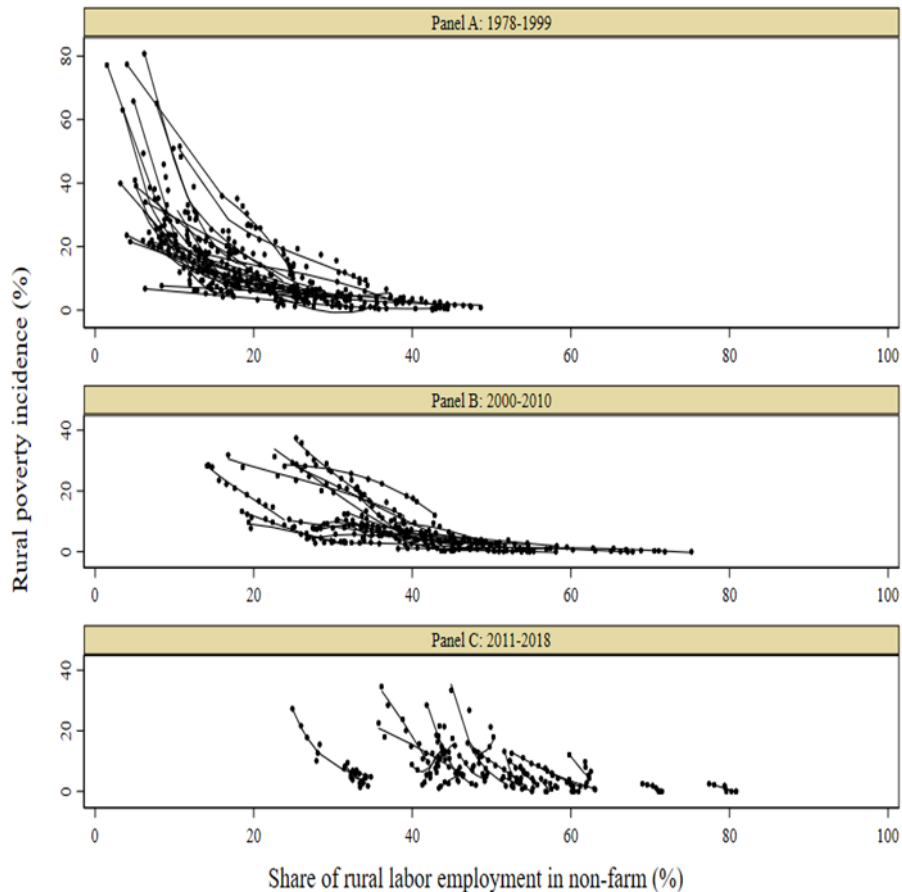 Panel A: 1978-1999
80
60
40
20
0
0 20 40 60 80 100
Panel B: 2000-2010
40
20
0
0 20 40 60 80 100
Panel C: 2011-2018
40
20
0
0 20 40 60 80 100
Rural poverty incidence (%)
Share of rural labor employment in non-farm (%)